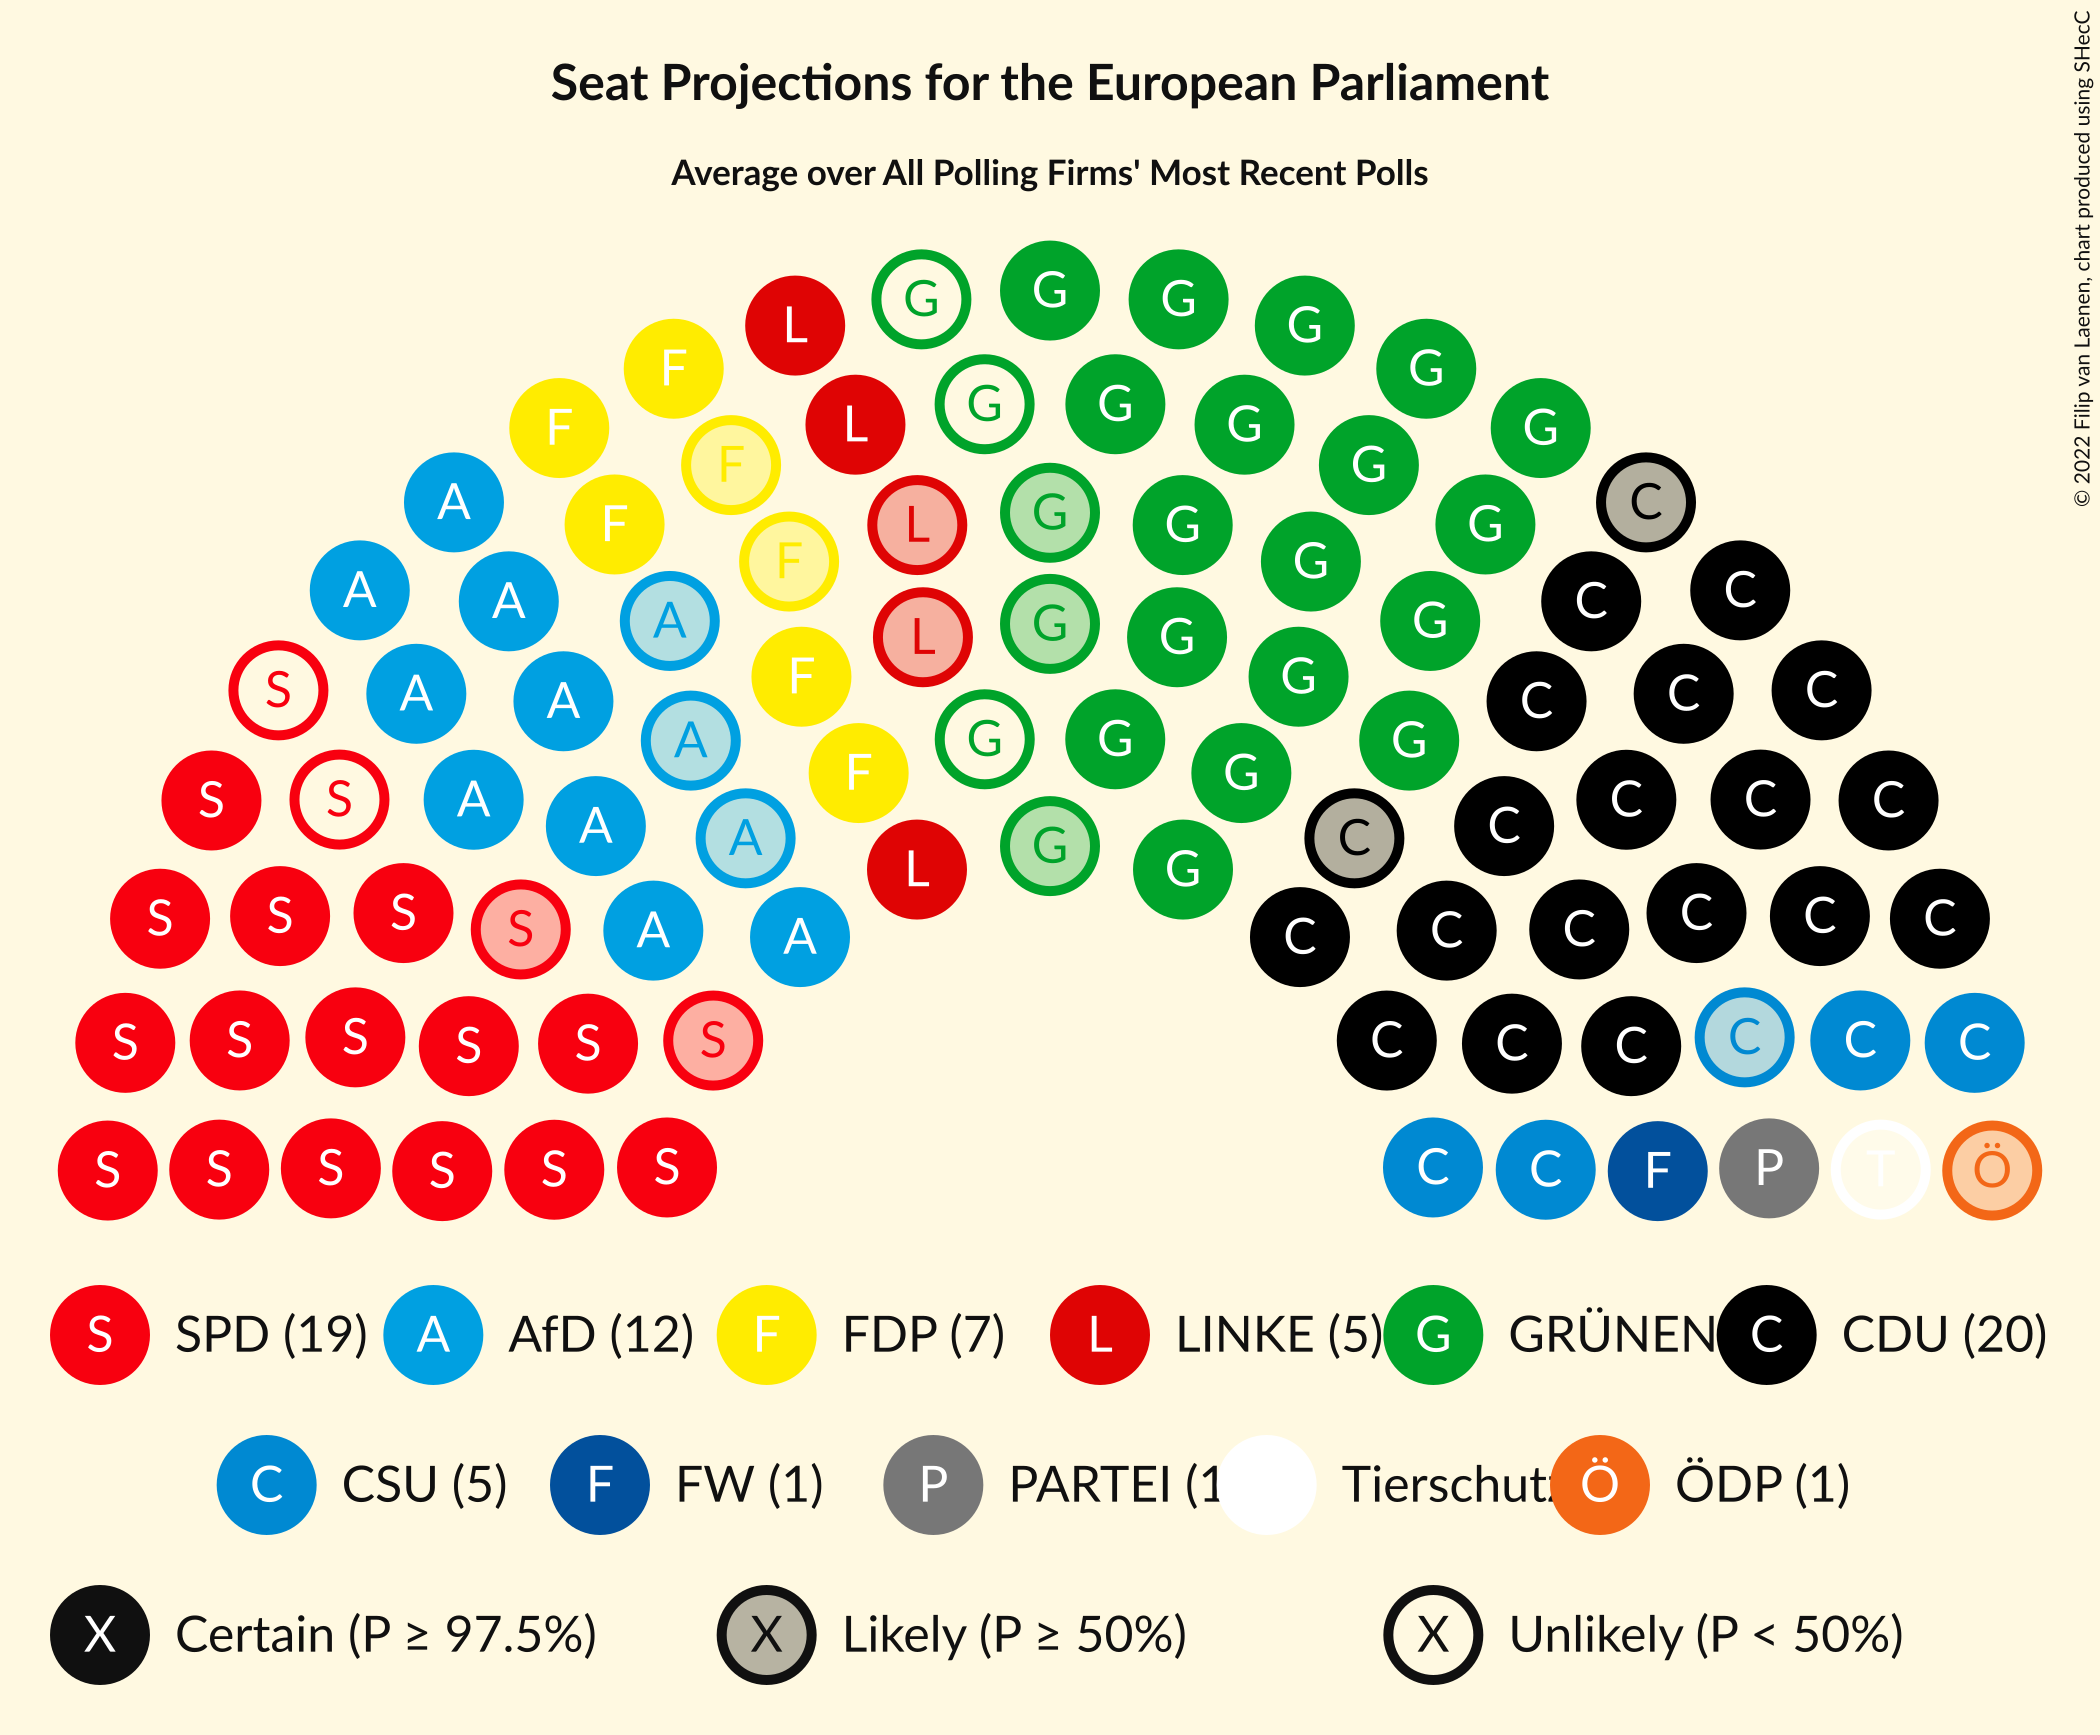 Seat Projections for the European Parliament
Average over All Polling Firms' Most Recent Polls
© 2022 Filip van Laenen, chart produced using SHecC
L G G G G
F G
F L G G G G
F G
A F L G G G C
A A F G C C
A L G G G
S A A F G C C C
A G G G
S S A F G C C C
A A G C C
L G
S S S S A A C C C C C C
S S S S S S C C C C C C
S S S S S S C C F P T Ö
S SPD (19) A AfD (12) F FDP (7) L LINKE (5) G GRÜNEN C CDU (20)
C CSU (5) F FW (1) P PARTEI (1 Tierschutz Ö ÖDP (1)
X Certain (P ≥ 97.5%) X Likely (P ≥ 50%) X Unlikely (P < 50%)